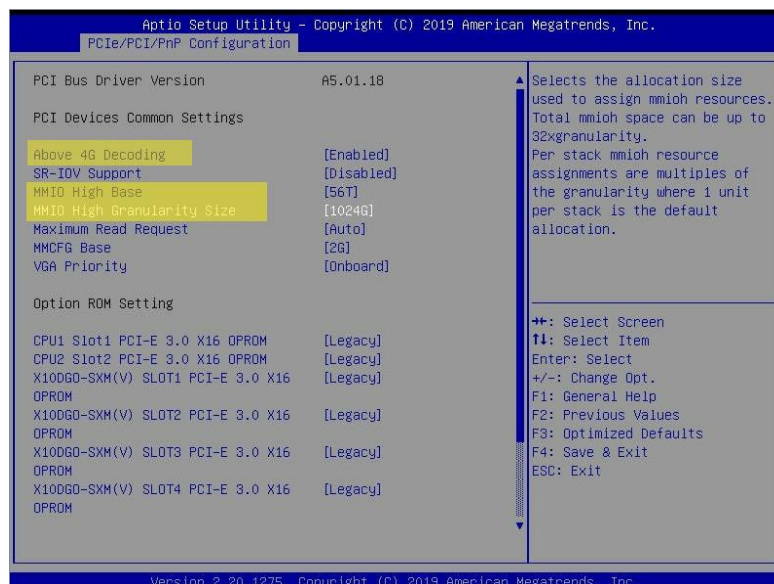 Aptio Setup Utility – Copyright (C) 2019 American Megatrends, Inc.
PCIe/PCI/PnP Configuration
PCI Bus Driver Version A5.01.18
PCI Devices Common Settings
Above 4G Decoding [Enabled]
SR-IOV Support [Disabled]
MMIO High Base [56T]
MMIO High Granularity Size [1024G]
Maximum Read Request [Auto]
MMCFG Base [2G]
VGA Priority [Onboard]
Option ROM Setting
CPU1 Slot1 PCI-E 3.0 X16 OPROM [Legacy]
CPU2 Slot2 PCI-E 3.0 X16 OPROM [Legacy]
X10DGO-SXM(V) SLOT1 PCI-E 3.0 X16 [Legacy]
OPROM
X10DGO-SXM(V) SLOT2 PCI-E 3.0 X16 [Legacy]
OPROM
X10DGO-SXM(V) SLOT3 PCI-E 3.0 X16 [Legacy]
OPROM
X10DGO-SXM(V) SLOT4 PCI-E 3.0 X16 [Legacy]
OPROM
Selects the allocation size
used to assign mmioh resources.
Total mmioh space can be up to
32xgranularity.
Per stack mmioh resource
assignments are multiples of
the granularity where 1 unit
per stack is the default
allocation.
→←: Select Screen
↑↓: Select Item
Enter: Select
+/-: Change Opt.
F1: General Help
F2: Previous Values
F3: Optimized Defaults
F4: Save & Exit
ESC: Exit
Version 2.20.1275. Copyright (C) 2019 American Megatrends, Inc.